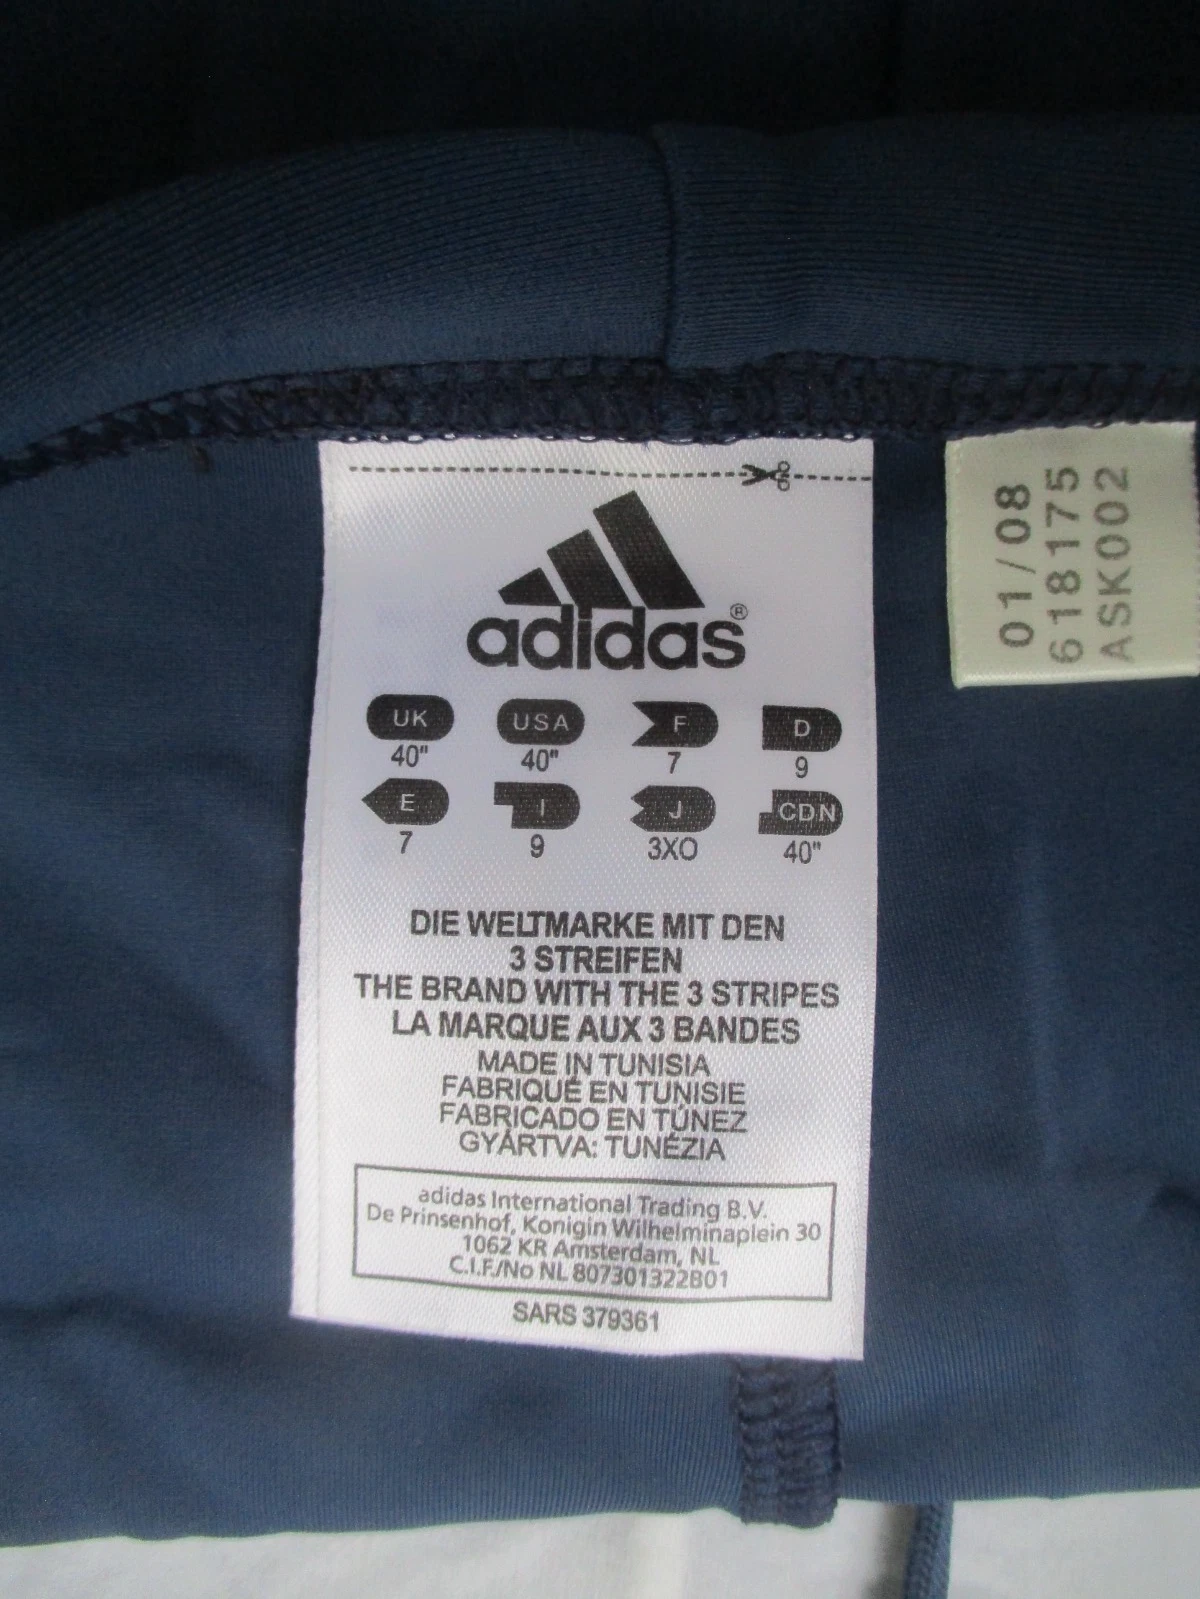 adidas®
UK USA F D
40" 40" 7 9
E I J CDN
7 9 3XO 40"
DIE WELTMARKE MIT DEN
3 STREIFEN
THE BRAND WITH THE 3 STRIPES
LA MARQUE AUX 3 BANDES
MADE IN TUNISIA
FABRIQUÉ EN TUNISIE
FABRICADO EN TÚNEZ
GYÁRTVA: TUNÉZIA
adidas International Trading B.V.
De Prinsenhof, Konigin Wilhelminaplein 30
1062 KR Amsterdam, NL
C.I.F./No NL 807301322B01
SARS 379361
01/08
618175
ASK002